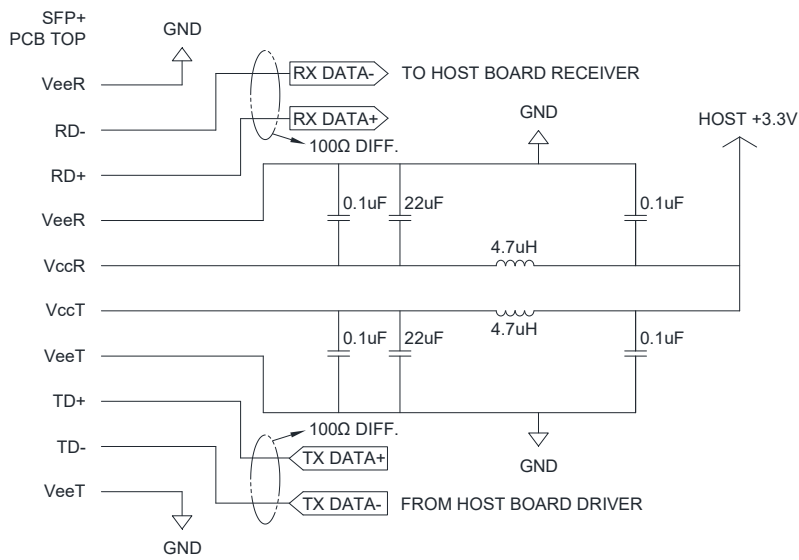 SFP+
PCB TOP
GND
VeeR
RX DATA-
TO HOST BOARD RECEIVER
RD-
RX DATA+
GND
HOST +3.3V
100Ω DIFF.
RD+
0.1uF
22uF
0.1uF
VeeR
4.7uH
VccR
VccT
4.7uH
0.1uF
22uF
0.1uF
VeeT
TD+
100Ω DIFF.
TD-
TX DATA+
GND
VeeT
TX DATA-
FROM HOST BOARD DRIVER
GND